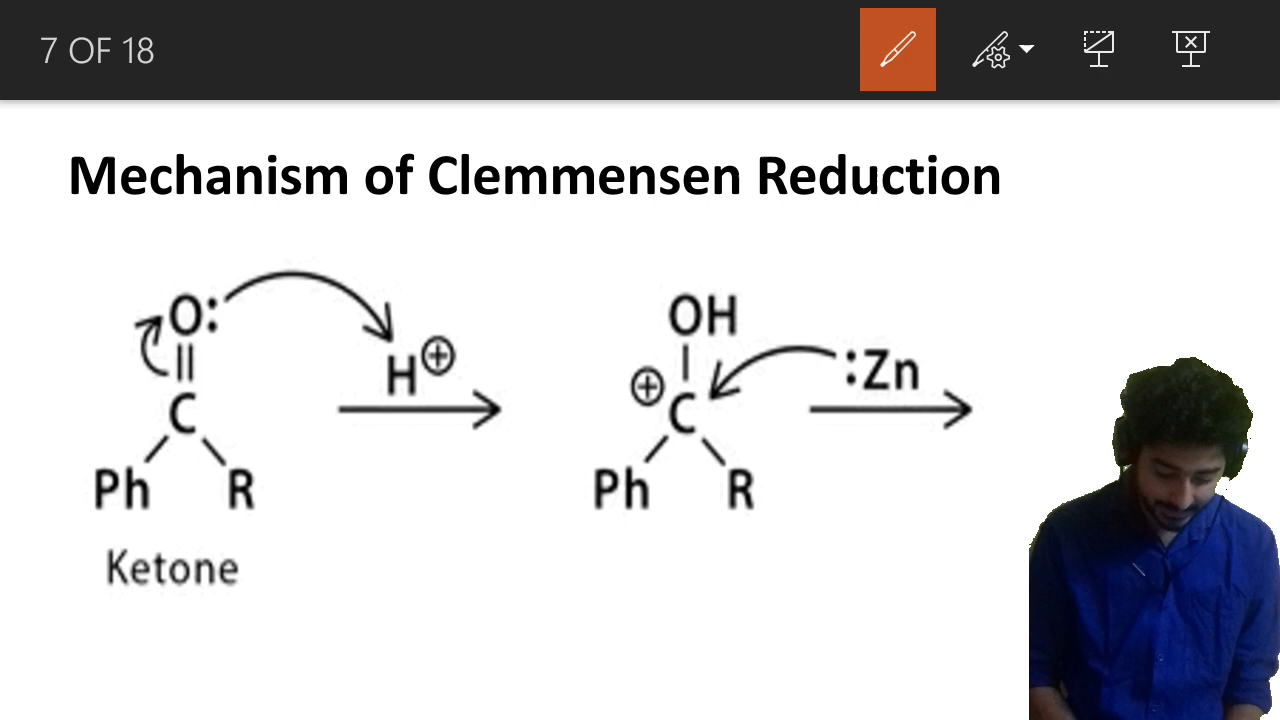 7 OF 18
Mechanism of Clemmensen Reduction
O:
H⊕
C
Ph R
Ketone
OH
:Zn
⊕
C
Ph R